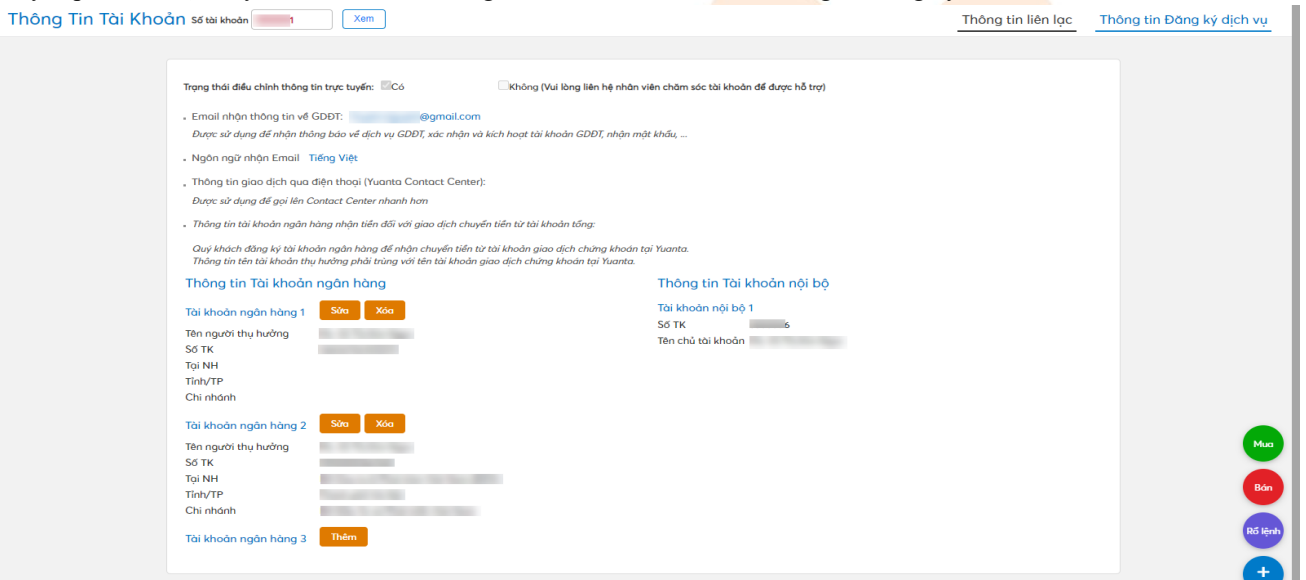 Thông Tin Tài Khoản Số tài khoản 1 Xem Thông tin liên lạc Thông tin Đăng ký dịch vụ
Trạng thái điều chỉnh thông tin trực tuyến: Có Không (Vui lòng liên hệ nhân viên chăm sóc tài khoản để được hỗ trợ)
Email nhận thông tin về GDĐT: @gmail.com
Được sử dụng để nhận thông báo về dịch vụ GDĐT, xác nhận và kích hoạt tài khoản GDĐT, nhận mật khẩu, ...
Ngôn ngữ nhận Email Tiếng Việt
Thông tin giao dịch qua điện thoại (Yuanta Contact Center):
Được sử dụng để gọi lên Contact Center nhanh hơn
Thông tin tài khoản ngân hàng nhận tiền đối với giao dịch chuyển tiền từ tài khoản tổng:
Quý khách đăng ký tài khoản ngân hàng để nhận chuyển tiền từ tài khoản giao dịch chứng khoán tại Yuanta.
Thông tin tên tài khoản thụ hưởng phải trùng với tên tài khoản giao dịch chứng khoán tại Yuanta.
Thông tin Tài khoản ngân hàng
Tài khoản ngân hàng 1 Sửa Xóa
Tên người thụ hưởng
Số TK
Tại NH
Tỉnh/TP
Chi nhánh
Tài khoản ngân hàng 2 Sửa Xóa
Tên người thụ hưởng
Số TK
Tại NH
Tỉnh/TP
Chi nhánh
Tài khoản ngân hàng 3 Thêm
Thông tin Tài khoản nội bộ
Tài khoản nội bộ 1
Số TK 6
Tên chủ tài khoản
Mua
Bán
Rổ lệnh
+